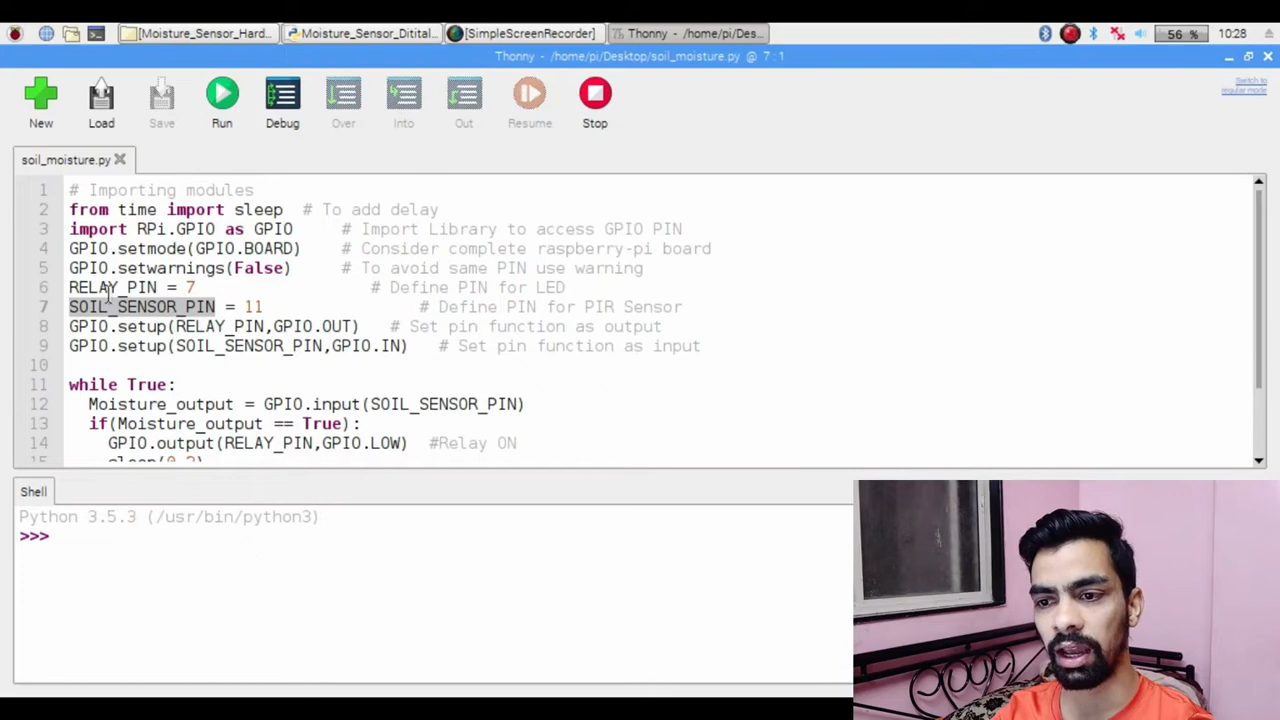 [Moisture_Sensor_Hard...
Moisture_Sensor_Ditital...
[SimpleScreenRecorder]
Thonny - /home/pi/Des...
56 %
10:28
Thonny - /home/pi/Desktop/soil_moisture.py @ 7 : 1
New
Load
Save
Run
Debug
Over
Into
Out
Resume
Stop
Switch to
regular mode
soil_moisture.py
1 # Importing modules
2 from time import sleep # To add delay
3 import RPi.GPIO as GPIO # Import Library to access GPIO PIN
4 GPIO.setmode(GPIO.BOARD) # Consider complete raspberry-pi board
5 GPIO.setwarnings(False) # To avoid same PIN use warning
6 RELAY_PIN = 7 # Define PIN for LED
7 SOIL_SENSOR_PIN = 11 # Define PIN for PIR Sensor
8 GPIO.setup(RELAY_PIN,GPIO.OUT) # Set pin function as output
9 GPIO.setup(SOIL_SENSOR_PIN,GPIO.IN) # Set pin function as input
10
11 while True:
12 Moisture_output = GPIO.input(SOIL_SENSOR_PIN)
13 if(Moisture_output == True):
14 GPIO.output(RELAY_PIN,GPIO.LOW) #Relay ON
15
Shell
Python 3.5.3 (/usr/bin/python3)
>>>